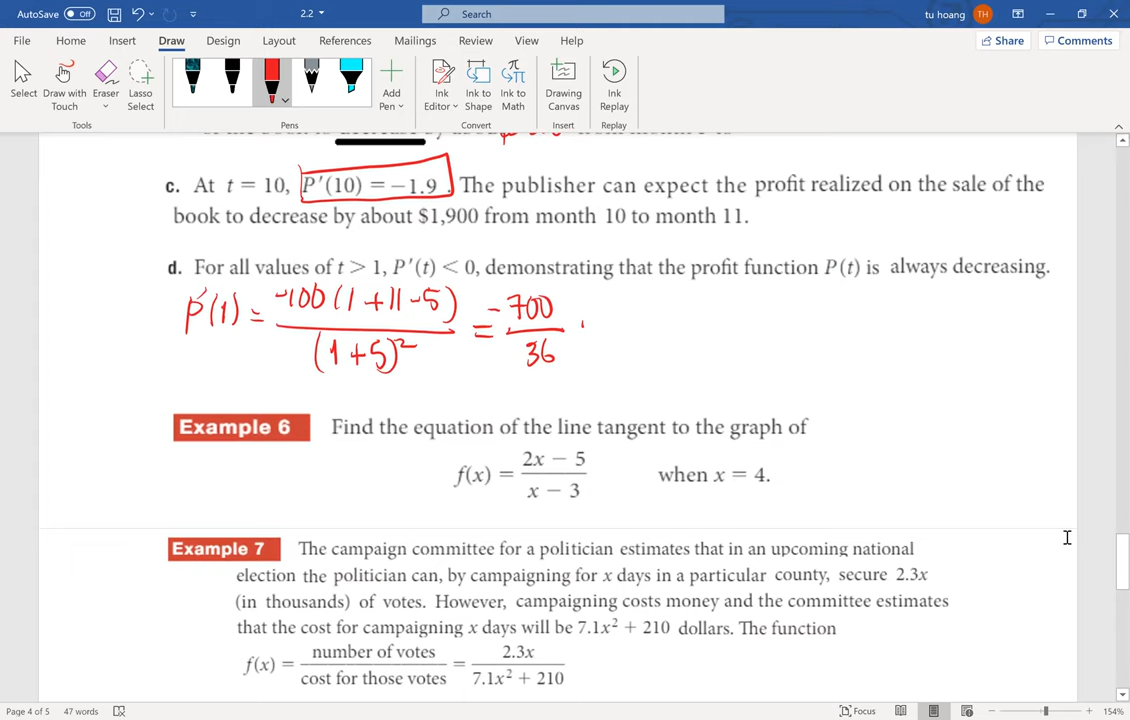 AutoSave Off 2.2 Search tu hoang TH
File Home Insert Draw Design Layout References Mailings Review View Help Share Comments
Select Draw with Touch Eraser Lasso Select Add Pen Ink Editor Ink to Shape Ink to Math Drawing Canvas Ink Replay
Tools Pens Convert Insert Replay
c. At t = 10, P′(10) = −1.9. The publisher can expect the profit realized on the sale of the
book to decrease by about $1,900 from month 10 to month 11.
d. For all values of t > 1, P′(t) < 0, demonstrating that the profit function P(t) is always decreasing.
P′(1) = -100(1+11-5) / (1+5)² = -700 / 36
Example 6 Find the equation of the line tangent to the graph of
f(x) = 2x − 5 / x − 3 when x = 4.
Example 7 The campaign committee for a politician estimates that in an upcoming national
election the politician can, by campaigning for x days in a particular county, secure 2.3x
(in thousands) of votes. However, campaigning costs money and the committee estimates
that the cost for campaigning x days will be 7.1x² + 210 dollars. The function
f(x) = number of votes / cost for those votes = 2.3x / 7.1x² + 210
Page 4 of 5 47 words Focus 154%